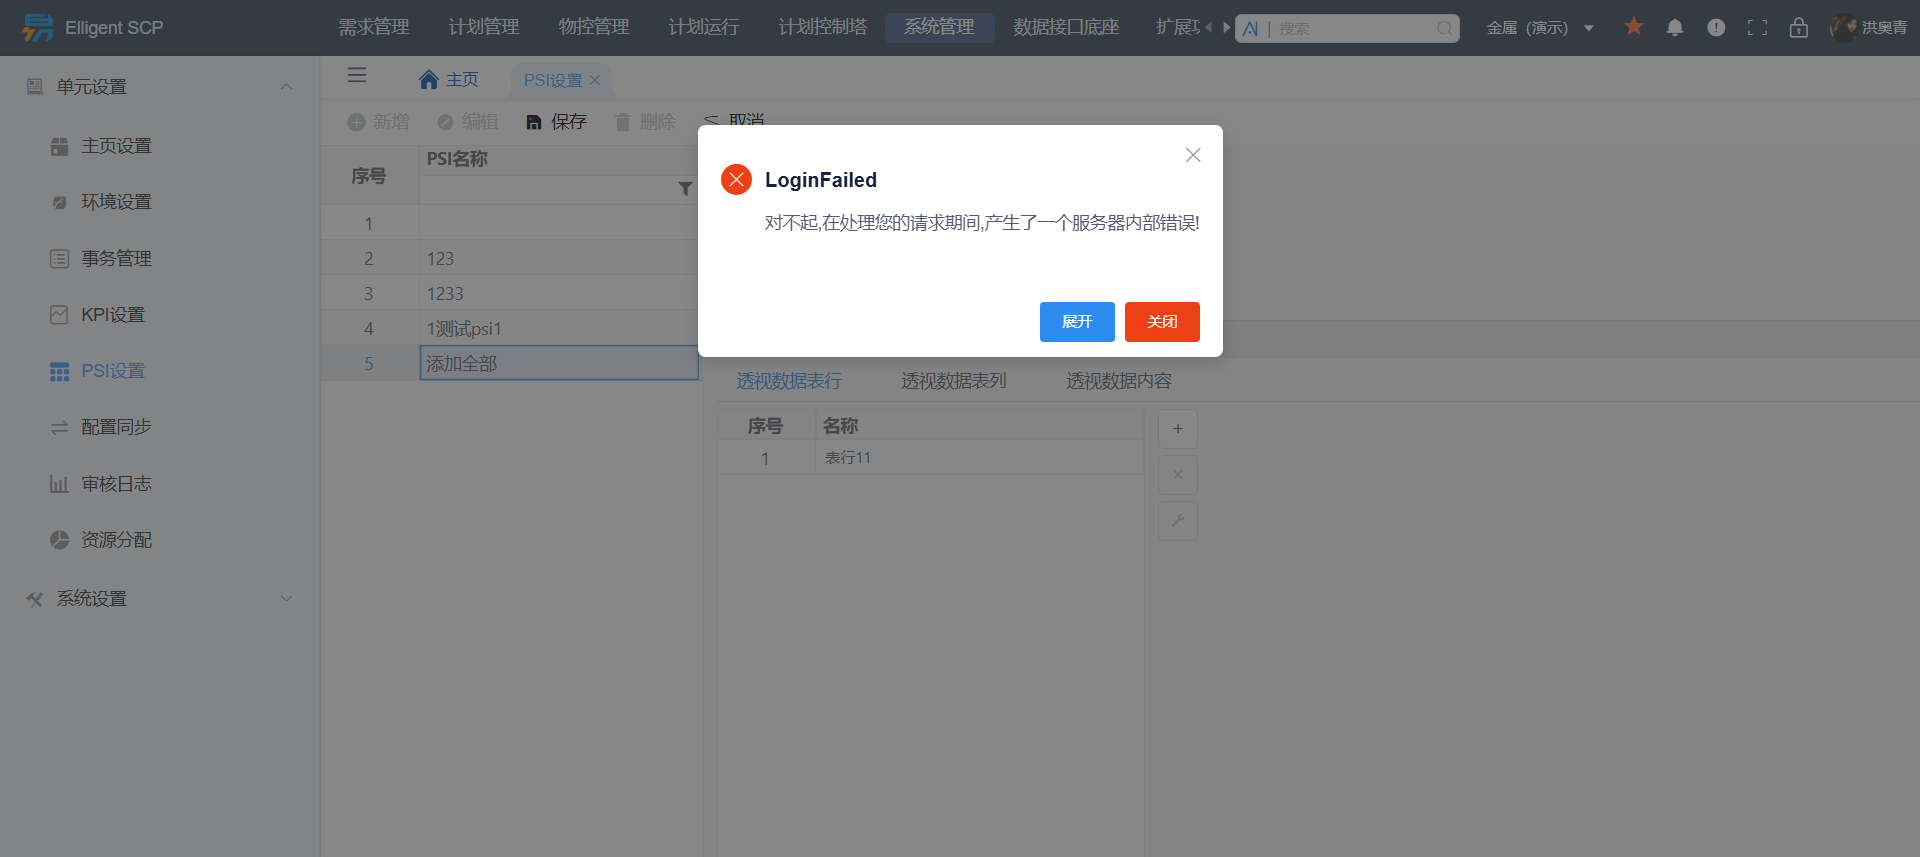 Elligent SCP
需求管理
计划管理
物控管理
计划运行
计划控制塔
系统管理
数据接口底座
扩展
搜索
金属（演示）
洪奥青
单元设置
主页设置
环境设置
事务管理
KPI设置
PSI设置
配置同步
审核日志
资源分配
系统设置
主页
PSI设置
新增
编辑
保存
删除
取消
序号
PSI名称
1
2
123
3
1233
4
1测试psi1
5
添加全部
LoginFailed
对不起,在处理您的请求期间,产生了一个服务器内部错误!
展开
关闭
透视数据表行
透视数据表列
透视数据内容
序号
名称
1
表行11